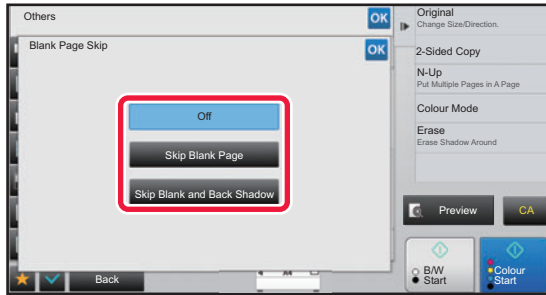 Others
OK
Blank Page Skip
OK
Off
Skip Blank Page
Skip Blank and Back Shadow
Back
A4
Original
Change Size/Direction.
2-Sided Copy
N-Up
Put Multiple Pages in A Page
Colour Mode
Erase
Erase Shadow Around
Preview
CA
B/W
Start
Colour
Start